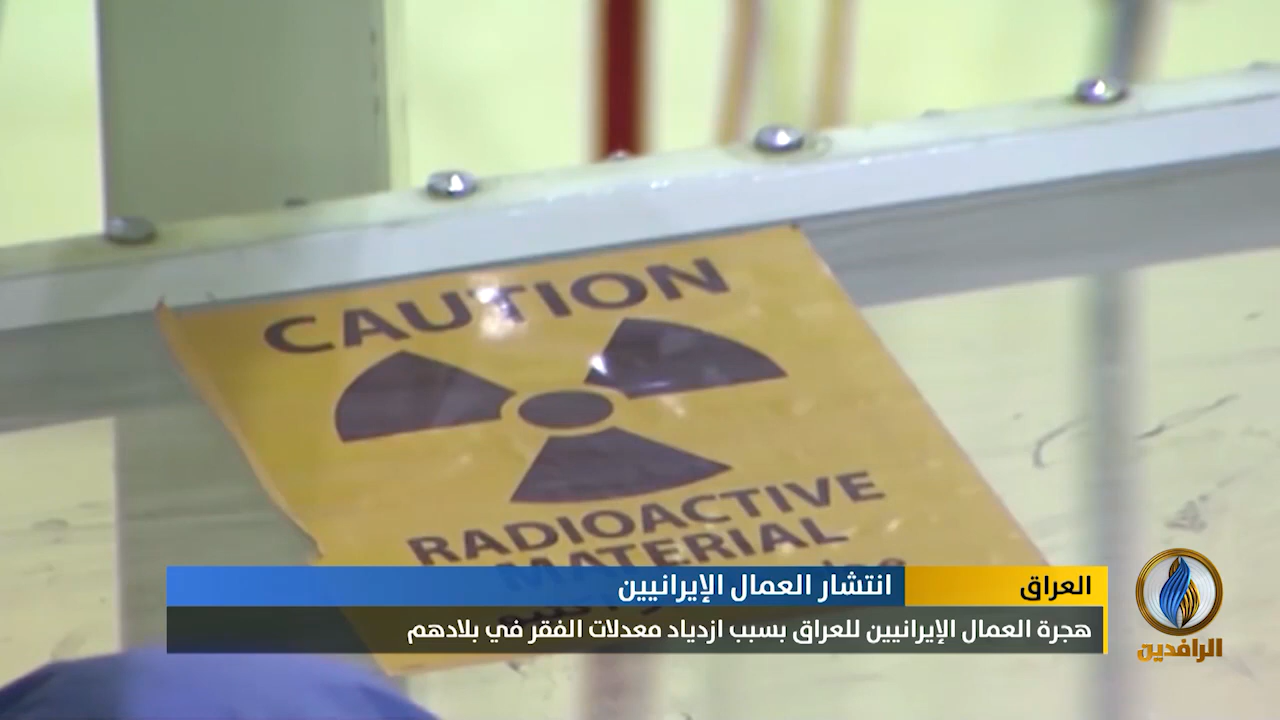 CAUTION
RADIOACTIVE
MATERIAL
العراق
انتشار العمال الإيرانيين
هجرة العمال الإيرانيين للعراق بسبب ازدياد معدلات الفقر في بلادهم
الرافدين